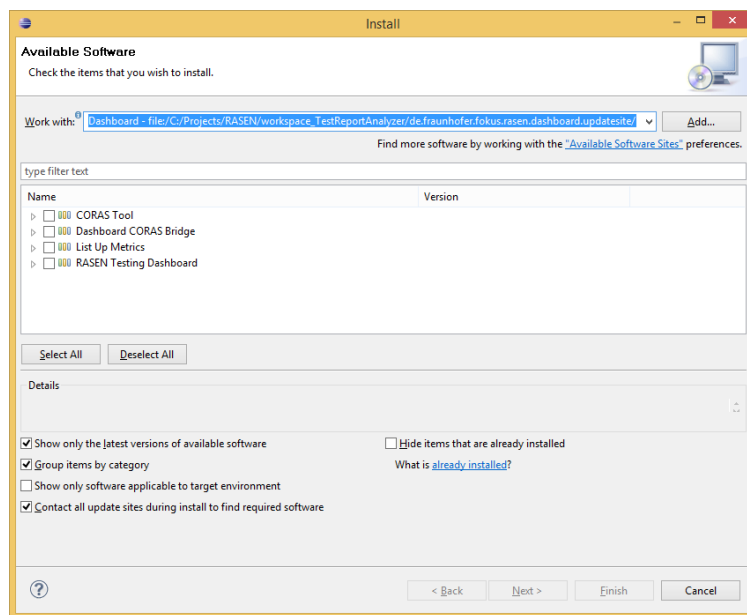 Install
Available Software
Check the items that you wish to install.
Work with: Dashboard - file:/C:/Projects/RASEN/workspace_TestReportAnalyzer/de.fraunhofer.fokus.rasen.dashboard.updatesite/ Add...
Find more software by working with the "Available Software Sites" preferences.
type filter text
Name Version
CORAS Tool
Dashboard CORAS Bridge
List Up Metrics
RASEN Testing Dashboard
Select All Deselect All
Details
Show only the latest versions of available software Hide items that are already installed
Group items by category What is already installed?
Show only software applicable to target environment
Contact all update sites during install to find required software
? < Back Next > Finish Cancel